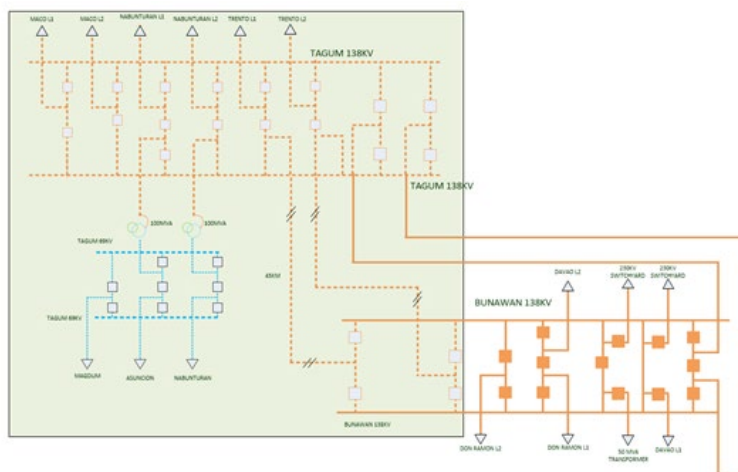 MACO L1
MACO L2
NABUNTURAN L1
NABUNTURAN L2
TRENTO L1
TRENTO L2
TAGUM 138KV
TAGUM 138KV
100MVA
100MVA
TAGUM 69KV
45KM
TAGUM 69KV
MAGDUM
ASUNCION
NABUNTURAN
DAVAO L2
230KV
SWITCHYARD
230KV
SWITCHYARD
BUNAWAN 138KV
BUNAWAN 138KV
DON RAMON L2
DON RAMON L1
50 MVA
TRANSFORMER
DAVAO L1